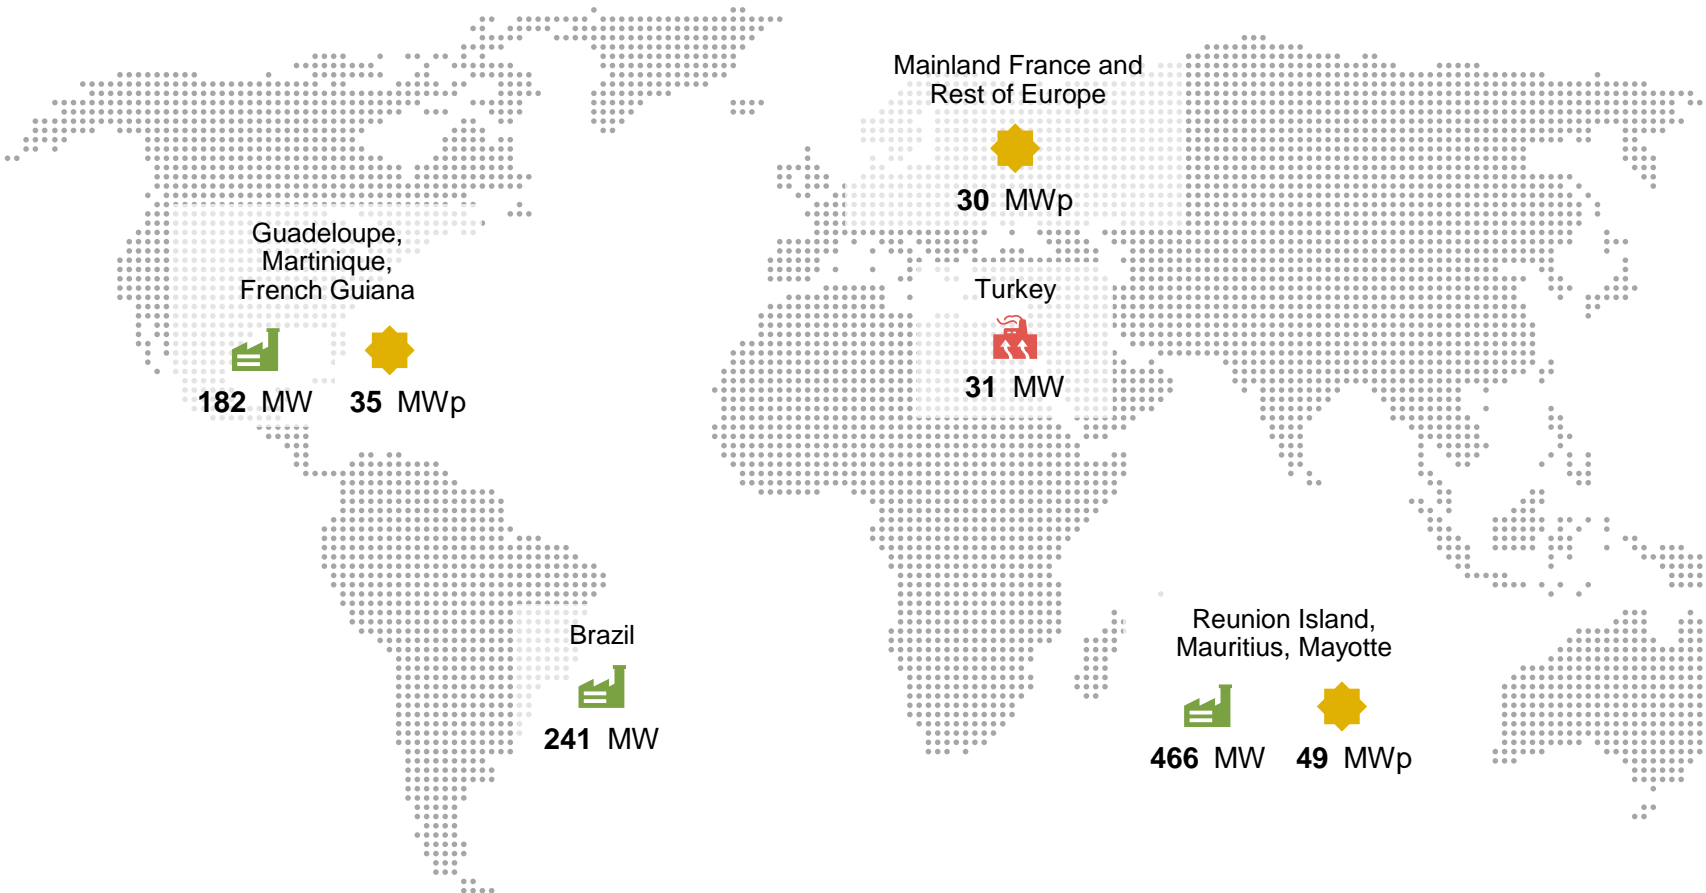 Mainland France and
Rest of Europe
30 MWp
Guadeloupe,
Martinique,
French Guiana
182 MW 35 MWp
Turkey
31 MW
Brazil
241 MW
Reunion Island,
Mauritius, Mayotte
466 MW 49 MWp